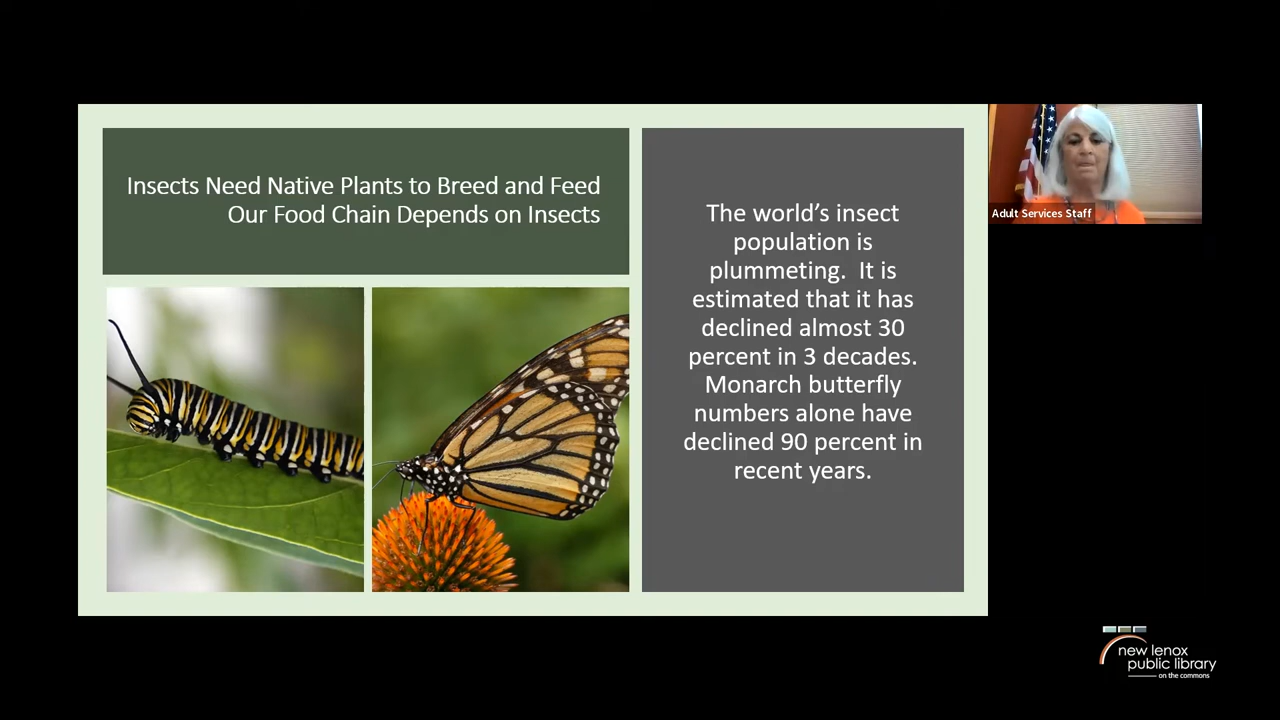 Insects Need Native Plants to Breed and Feed
Our Food Chain Depends on Insects
The world’s insect
population is
plummeting.  It is
estimated that it has
declined almost 30
percent in 3 decades.
Monarch butterfly
numbers alone have
declined 90 percent in
recent years.
Adult Services Staff
new lenox
public library
on the commons